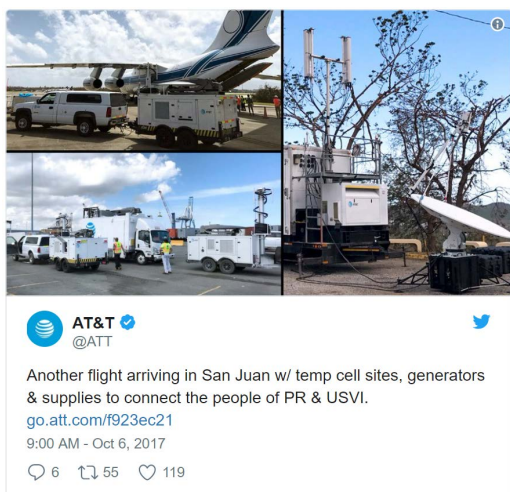 AT&T
@ATT
Another flight arriving in San Juan w/ temp cell sites, generators
& supplies to connect the people of PR & USVI.
go.att.com/f923ec21
9:00 AM - Oct 6, 2017
6 55 119